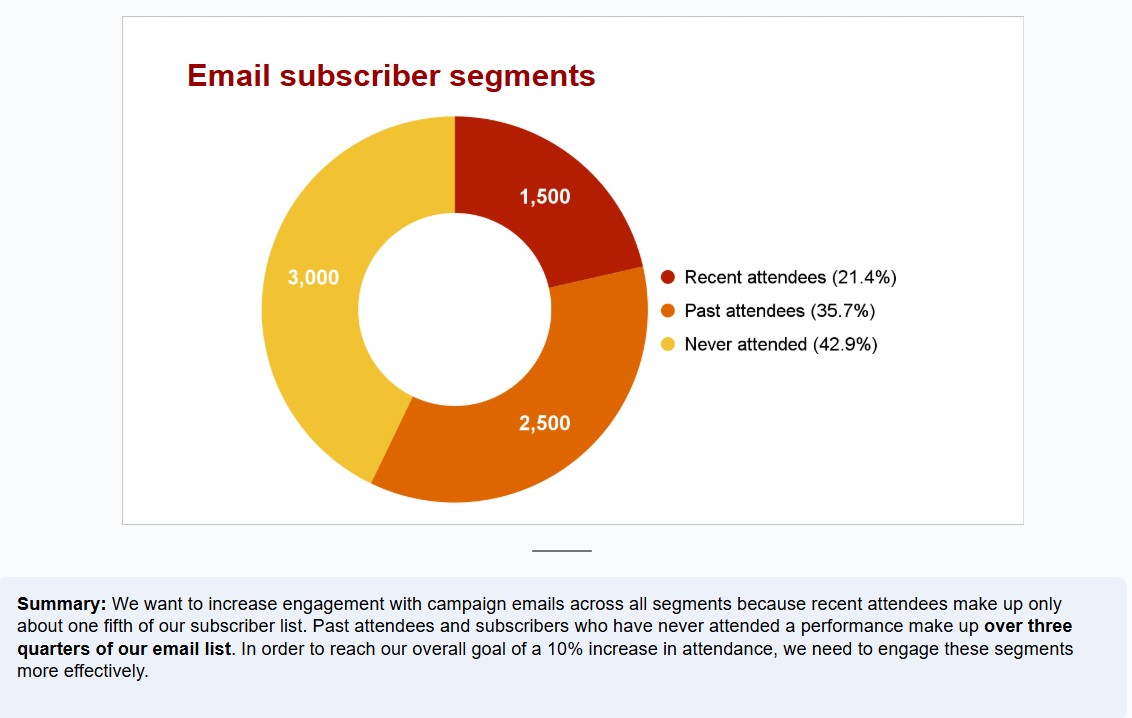 Email subscriber segments
1,500
3,000
2,500
Recent attendees (21.4%)
Past attendees (35.7%)
Never attended (42.9%)
Summary: We want to increase engagement with campaign emails across all segments because recent attendees make up only
about one fifth of our subscriber list. Past attendees and subscribers who have never attended a performance make up over three
quarters of our email list. In order to reach our overall goal of a 10% increase in attendance, we need to engage these segments
more effectively.